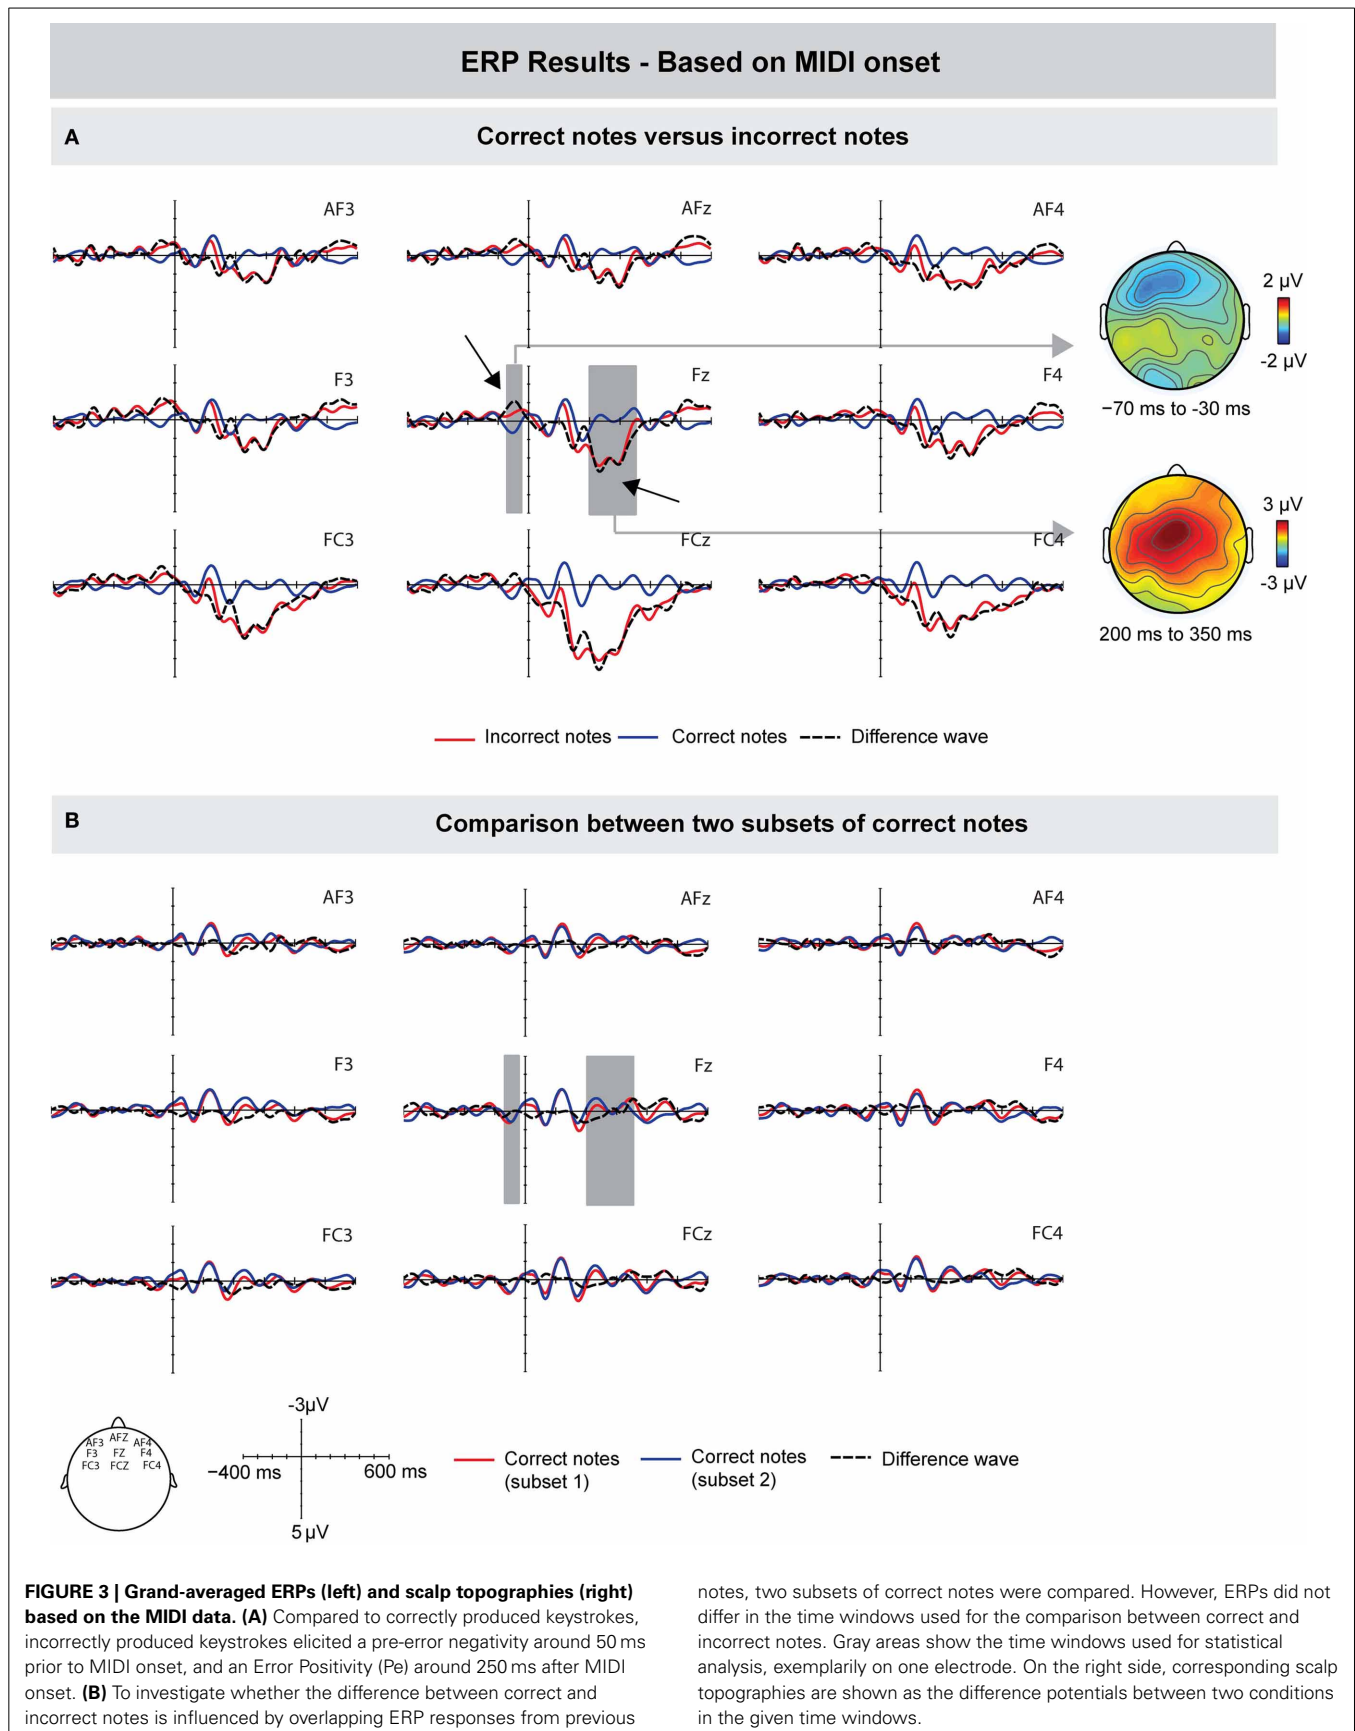 ERP Results - Based on MIDI onset
A
Correct notes versus incorrect notes
AF3
AFz
AF4
2 µV
-2 µV
−70 ms to -30 ms
F3
Fz
F4
3 µV
-3 µV
200 ms to 350 ms
FC3
FCz
FC4
Incorrect notes
Correct notes
Difference wave
B
Comparison between two subsets of correct notes
AF3
AFz
AF4
F3
Fz
F4
FC3
FCz
FC4
AF3 AFZ AF4
F3 FZ F4
FC3 FCZ FC4
-3µV
−400 ms
600 ms
5 µV
Correct notes
(subset 1)
Correct notes
(subset 2)
Difference wave
FIGURE 3 | Grand-averaged ERPs (left) and scalp topographies (right)
based on the MIDI data. (A) Compared to correctly produced keystrokes,
incorrectly produced keystrokes elicited a pre-error negativity around 50 ms
prior to MIDI onset, and an Error Positivity (Pe) around 250 ms after MIDI
onset. (B) To investigate whether the difference between correct and
incorrect notes is influenced by overlapping ERP responses from previous
notes, two subsets of correct notes were compared. However, ERPs did not
differ in the time windows used for the comparison between correct and
incorrect notes. Gray areas show the time windows used for statistical
analysis, exemplarily on one electrode. On the right side, corresponding scalp
topographies are shown as the difference potentials between two conditions
in the given time windows.